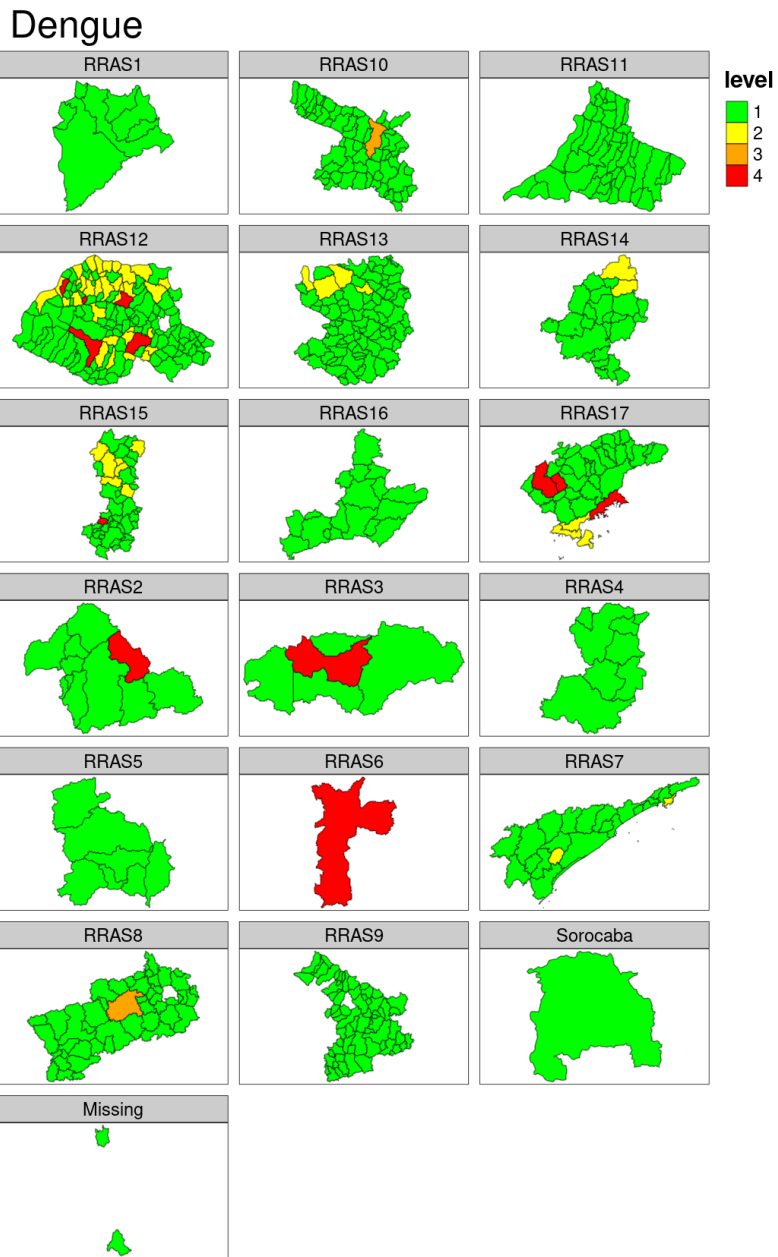 Dengue
RRAS1
RRAS10
RRAS11
level
1
2
3
4
RRAS12
RRAS13
RRAS14
RRAS15
RRAS16
RRAS17
RRAS2
RRAS3
RRAS4
RRAS5
RRAS6
RRAS7
RRAS8
RRAS9
Sorocaba
Missing